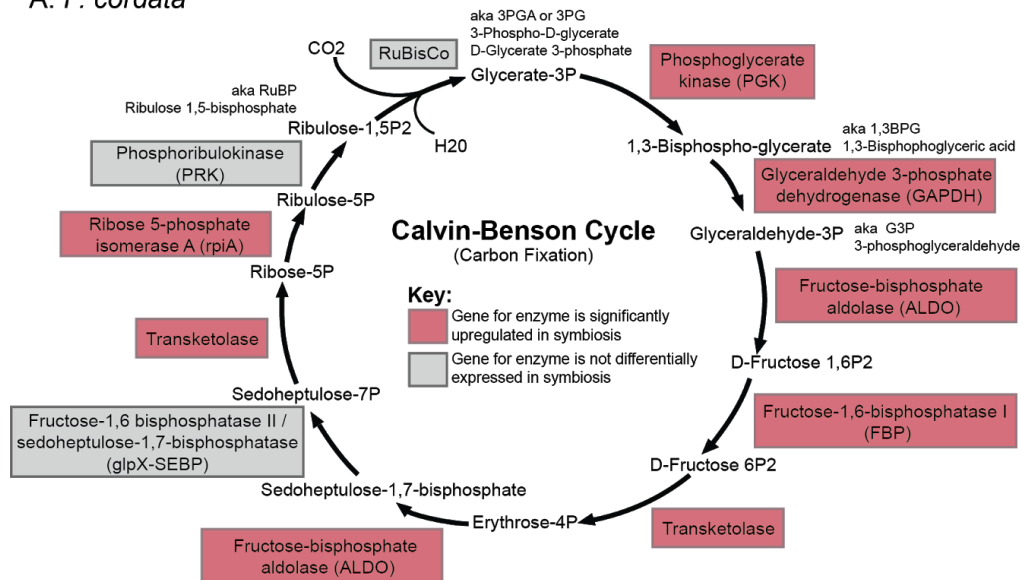 A. P. cordata
aka 3PGA or 3PG
3-Phospho-D-glycerate
D-Glycerate 3-phosphate
Glycerate-3P
CO2
RuBisCo
Phosphoglycerate
kinase (PGK)
aka RuBP
Ribulose 1,5-bisphosphate
Ribulose-1,5P2
H20
1,3-Bisphospho-glycerate
aka 1,3BPG
1,3-Bisphophoglyceric acid
Phosphoribulokinase
(PRK)
Glyceraldehyde 3-phosphate
dehydrogenase (GAPDH)
Ribulose-5P
Ribose 5-phosphate
isomerase A (rpiA)
Calvin-Benson Cycle
(Carbon Fixation)
Glyceraldehyde-3P
aka G3P
3-phosphoglyceraldehyde
Ribose-5P
Fructose-bisphosphate
aldolase (ALDO)
Key:
Gene for enzyme is significantly
upregulated in symbiosis
Gene for enzyme is not differentially
expressed in symbiosis
Transketolase
D-Fructose 1,6P2
Sedoheptulose-7P
Fructose-1,6-bisphosphatase I
(FBP)
Fructose-1,6 bisphosphatase II /
sedoheptulose-1,7-bisphosphatase
(glpX-SEBP)
D-Fructose 6P2
Sedoheptulose-1,7-bisphosphate
Erythrose-4P
Transketolase
Fructose-bisphosphate
aldolase (ALDO)